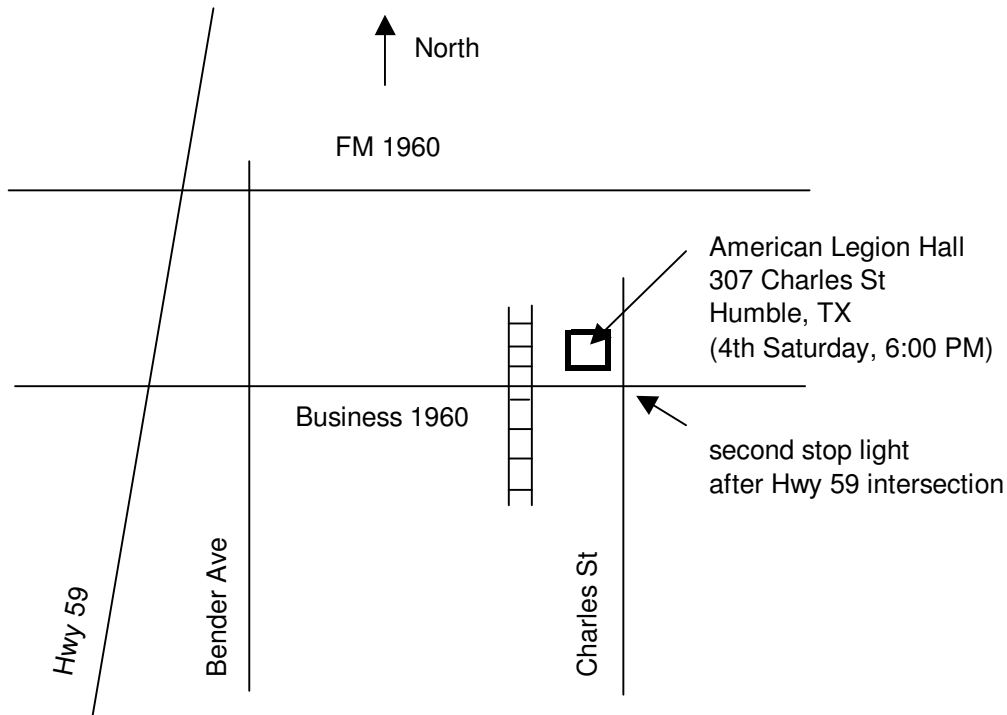 North
FM 1960
American Legion Hall
307 Charles St
Humble, TX
(4th Saturday, 6:00 PM)
Business 1960
second stop light
after Hwy 59 intersection
Hwy 59
Bender Ave
Charles St